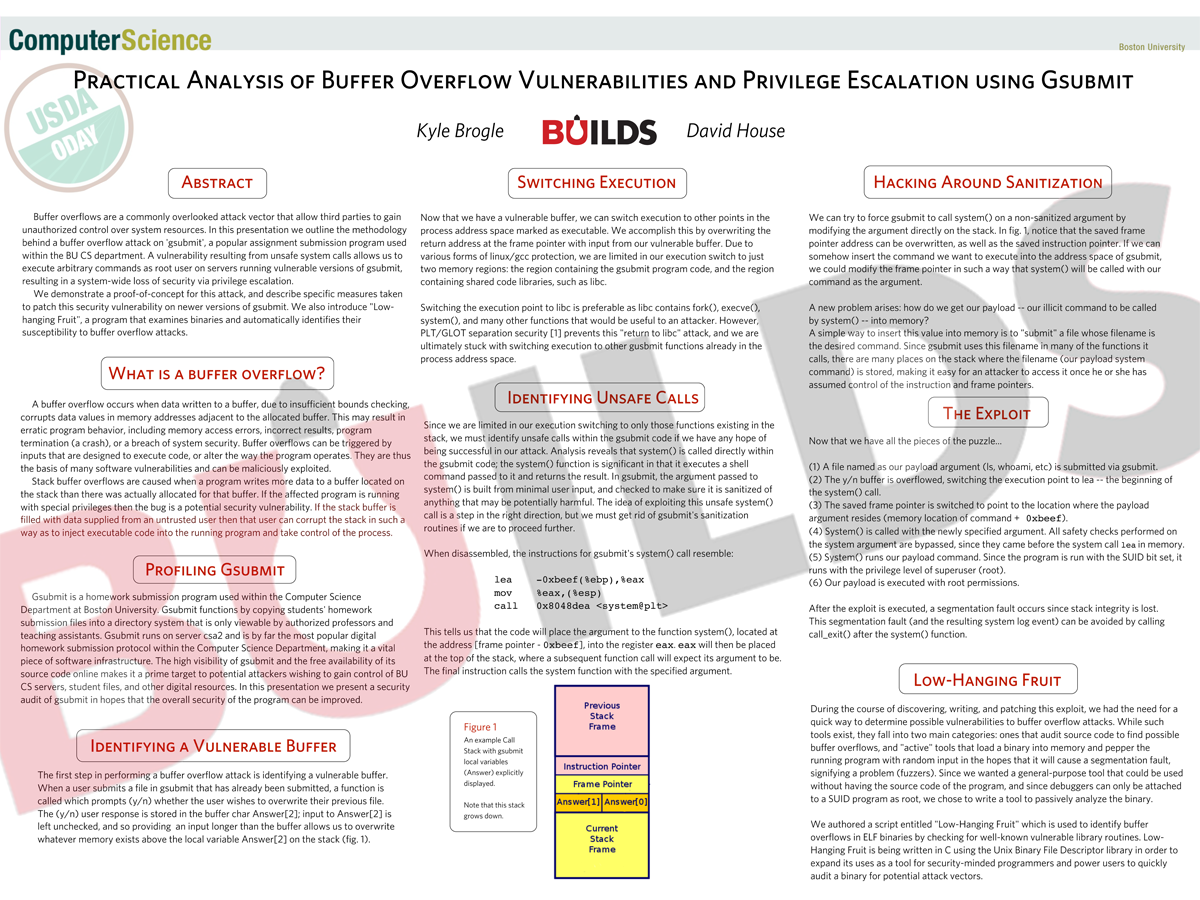 ComputerScience
Boston University
PRACTICAL ANALYSIS OF BUFFER OVERFLOW VULNERABILITIES AND PRIVILEGE ESCALATION USING GSUBMIT
USDA
0DAY
Kyle Brogle
BUILDS
David House
ABSTRACT
Buffer overflows are a commonly overlooked attack vector that allow third parties to gain
unauthorized control over system resources. In this presentation we outline the methodology
behind a buffer overflow attack on 'gsubmit', a popular assignment submission program used
within the BU CS department. A vulnerability resulting from unsafe system calls allows us to
execute arbitrary commands as root user on servers running vulnerable versions of gsubmit,
resulting in a system-wide loss of security via privilege escalation.
We demonstrate a proof-of-concept for this attack, and describe specific measures taken
to patch this security vulnerability on newer versions of gsubmit. We also introduce "Low-
hanging Fruit", a program that examines binaries and automatically identifies their
susceptibility to buffer overflow attacks.
WHAT IS A BUFFER OVERFLOW?
A buffer overflow occurs when data written to a buffer, due to insufficient bounds checking,
corrupts data values in memory addresses adjacent to the allocated buffer. This may result in
erratic program behavior, including memory access errors, incorrect results, program
termination (a crash), or a breach of system security. Buffer overflows can be triggered by
inputs that are designed to execute code, or alter the way the program operates. They are thus
the basis of many software vulnerabilities and can be maliciously exploited.
Stack buffer overflows are caused when a program writes more data to a buffer located on
the stack than there was actually allocated for that buffer. If the affected program is running
with special privileges then the bug is a potential security vulnerability. If the stack buffer is
filled with data supplied from an untrusted user then that user can corrupt the stack in such a
way as to inject executable code into the running program and take control of the process.
PROFILING GSUBMIT
Gsubmit is a homework submission program used within the Computer Science
Department at Boston University. Gsubmit functions by copying students' homework
submission files into a directory system that is only viewable by authorized professors and
teaching assistants. Gsubmit runs on server csa2 and is by far the most popular digital
homework submission protocol within the Computer Science Department, making it a vital
piece of software infrastructure. The high visibility of gsubmit and the free availability of its
source code online makes it a prime target to potential attackers wishing to gain control of BU
CS servers, student files, and other digital resources. In this presentation we present a security
audit of gsubmit in hopes that the overall security of the program can be improved.
IDENTIFYING A VULNERABLE BUFFER
The first step in performing a buffer overflow attack is identifying a vulnerable buffer.
When a user submits a file in gsubmit that has already been submitted, a function is
called which prompts (y/n) whether the user wishes to overwrite their previous file.
The (y/n) user response is stored in the buffer char Answer[2]; input to Answer[2] is
left unchecked, and so providing an input longer than the buffer allows us to overwrite
whatever memory exists above the local variable Answer[2] on the stack (fig. 1).
SWITCHING EXECUTION
Now that we have a vulnerable buffer, we can switch execution to other points in the
process address space marked as executable. We accomplish this by overwriting the
return address at the frame pointer with input from our vulnerable buffer. Due to
various forms of linux/gcc protection, we are limited in our execution switch to just
two memory regions: the region containing the gsubmit program code, and the region
containing shared code libraries, such as libc.
Switching the execution point to libc is preferable as libc contains fork(), execve(),
system(), and many other functions that would be useful to an attacker. However,
PLT/GLOT separation security [1] prevents this "return to libc" attack, and we are
ultimately stuck with switching execution to other gsubmit functions already in the
process address space.
IDENTIFYING UNSAFE CALLS
Since we are limited in our execution switching to only those functions existing in the
stack, we must identify unsafe calls within the gsubmit code if we have any hope of
being successful in our attack. Analysis reveals that system() is called directly within
the gsubmit code; the system() function is significant in that it executes a shell
command passed to it and returns the result. In gsubmit, the argument passed to
system() is built from minimal user input, and checked to make sure it is sanitized of
anything that may be potentially harmful. The idea of exploiting this unsafe system()
call is a step in the right direction, but we must get rid of gsubmit's sanitization
routines if we are to proceed further.
When disassembled, the instructions for gsubmit's system() call resemble:
lea -0xbeef(%ebp),%eax
mov %eax,(%esp)
call 0x8048dea <system@plt>
This tells us that the code will place the argument to the function system(), located at
the address [frame pointer - 0xbeef], into the register eax. eax will then be placed
at the top of the stack, where a subsequent function call will expect its argument to be.
The final instruction calls the system function with the specified argument.
Figure 1
An example Call
Stack with gsubmit
local variables
(Answer) explicitly
displayed.
Note that this stack
grows down.
Previous
Stack
Frame
Instruction Pointer
Frame Pointer
Answer[1] Answer[0]
Current
Stack
Frame
HACKING AROUND SANITIZATION
We can try to force gsubmit to call system() on a non-sanitized argument by
modifying the argument directly on the stack. In fig. 1, notice that the saved frame
pointer address can be overwritten, as well as the saved instruction pointer. If we can
somehow insert the command we want to execute into the address space of gsubmit,
we could modify the frame pointer in such a way that system() will be called with our
command as the argument.
A new problem arises: how do we get our payload -- our illicit command to be called
by system() -- into memory?
A simple way to insert this value into memory is to "submit" a file whose filename is
the desired command. Since gsubmit uses this filename in many of the functions it
calls, there are many places on the stack where the filename (our payload system
command) is stored, making it easy for an attacker to access it once he or she has
assumed control of the instruction and frame pointers.
THE EXPLOIT
Now that we have all the pieces of the puzzle...
(1) A file named as our payload argument (ls, whoami, etc) is submitted via gsubmit.
(2) The y/n buffer is overflowed, switching the execution point to lea -- the beginning of
the system() call.
(3) The saved frame pointer is switched to point to the location where the payload
argument resides (memory location of command + 0xbeef).
(4) System() is called with the newly specified argument. All safety checks performed on
the system argument are bypassed, since they came before the system call lea in memory.
(5) System() runs our payload command. Since the program is run with the SUID bit set, it
runs with the privilege level of superuser (root).
(6) Our payload is executed with root permissions.
After the exploit is executed, a segmentation fault occurs since stack integrity is lost.
This segmentation fault (and the resulting system log event) can be avoided by calling
call_exit() after the system() function.
LOW-HANGING FRUIT
During the course of discovering, writing, and patching this exploit, we had the need for a
quick way to determine possible vulnerabilities to buffer overflow attacks. While such
tools exist, they fall into two main categories: ones that audit source code to find possible
buffer overflows, and "active" tools that load a binary into memory and pepper the
running program with random input in the hopes that it will cause a segmentation fault,
signifying a problem (fuzzers). Since we wanted a general-purpose tool that could be used
without having the source code of the program, and since debuggers can only be attached
to a SUID program as root, we chose to write a tool to passively analyze the binary.
We authored a script entitled "Low-Hanging Fruit" which is used to identify buffer
overflows in ELF binaries by checking for well-known vulnerable library routines. Low-
Hanging Fruit is being written in C using the Unix Binary File Descriptor library in order to
expand its uses as a tool for security-minded programmers and power users to quickly
audit a binary for potential attack vectors.
BUILDS